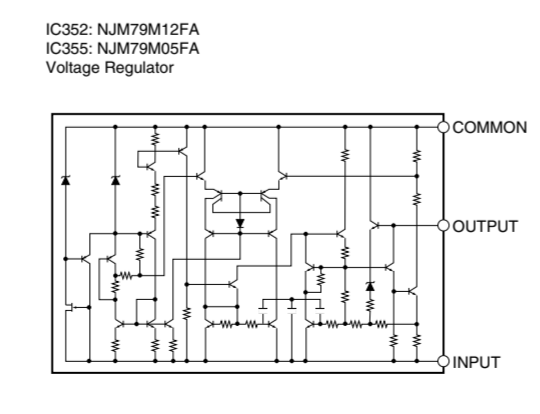 IC352: NJM79M12FA
IC355: NJM79M05FA
Voltage Regulator
COMMON
OUTPUT
INPUT